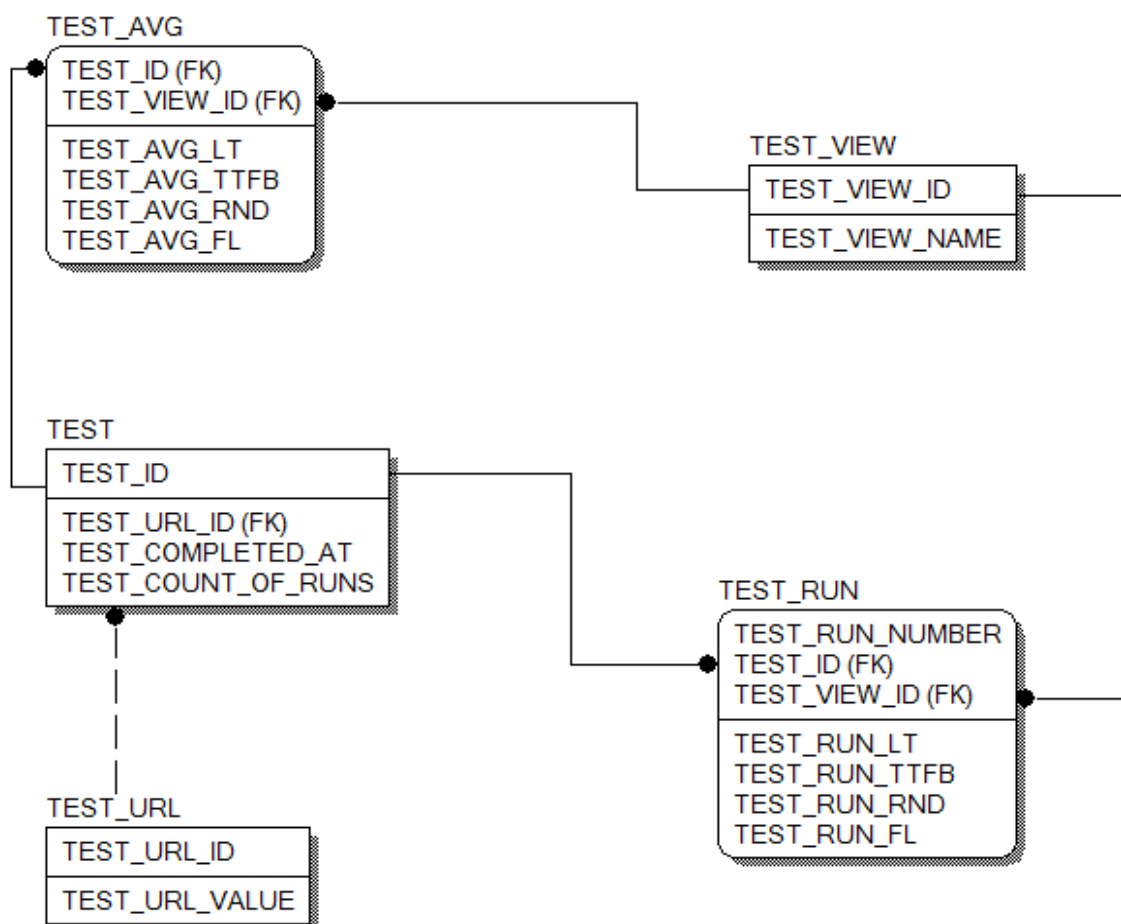 TEST_AVG
TEST_ID (FK)
TEST_VIEW_ID (FK)
TEST_AVG_LT
TEST_AVG_TTFB
TEST_AVG_RND
TEST_AVG_FL
TEST_VIEW
TEST_VIEW_ID
TEST_VIEW_NAME
TEST
TEST_ID
TEST_URL_ID (FK)
TEST_COMPLETED_AT
TEST_COUNT_OF_RUNS
TEST_RUN
TEST_RUN_NUMBER
TEST_ID (FK)
TEST_VIEW_ID (FK)
TEST_RUN_LT
TEST_RUN_TTFB
TEST_RUN_RND
TEST_RUN_FL
TEST_URL
TEST_URL_ID
TEST_URL_VALUE